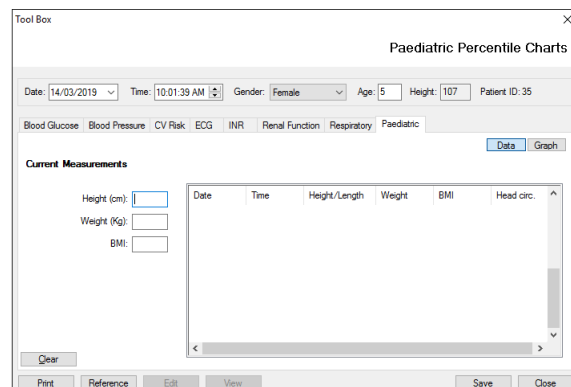 Tool Box
Paediatric Percentile Charts
Date: 14/03/2019 Time: 10:01:39 AM Gender: Female Age: 5 Height: 107 Patient ID: 35
Blood Glucose Blood Pressure CV Risk ECG INR Renal Function Respiratory Paediatric
Data Graph
Current Measurements
Height (cm):
Weight (Kg):
BMI:
Date Time Height/Length Weight BMI Head circ.
Clear
Print Reference Edit View Save Close